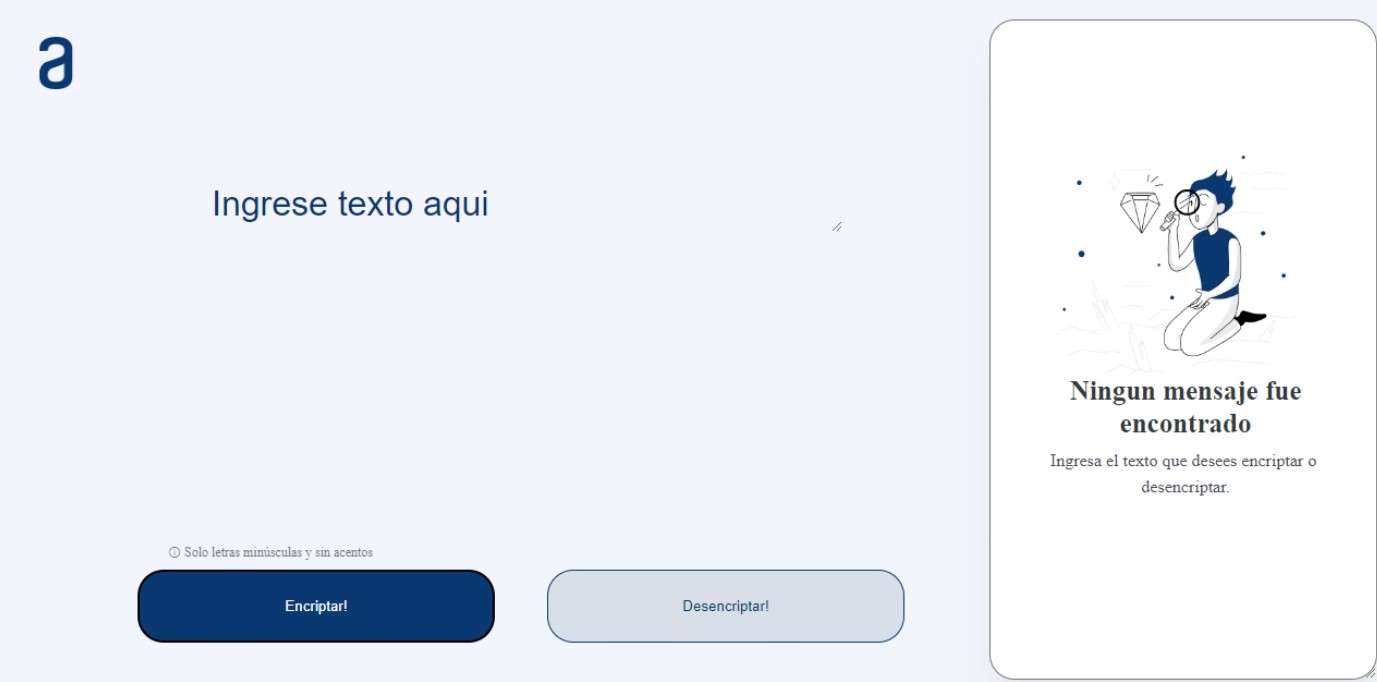 a
Ingrese texto aqui
Solo letras minúsculas y sin acentos
Encriptar!
Desencriptar!
Ningun mensaje fue
encontrado
Ingresa el texto que desees encriptar o
desencriptar.